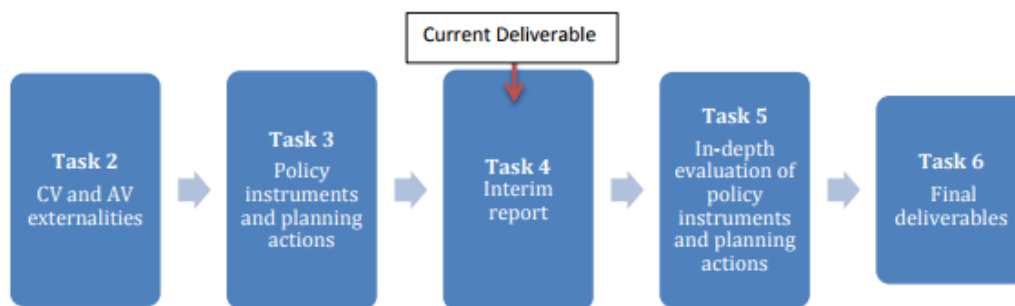 Current Deliverable
Task 2
CV and AV
externalities
Task 3
Policy
instruments
and planning
actions
Task 4
Interim
report
Task 5
In-depth
evaluation of
policy
instruments
and planning
actions
Task 6
Final
deliverables